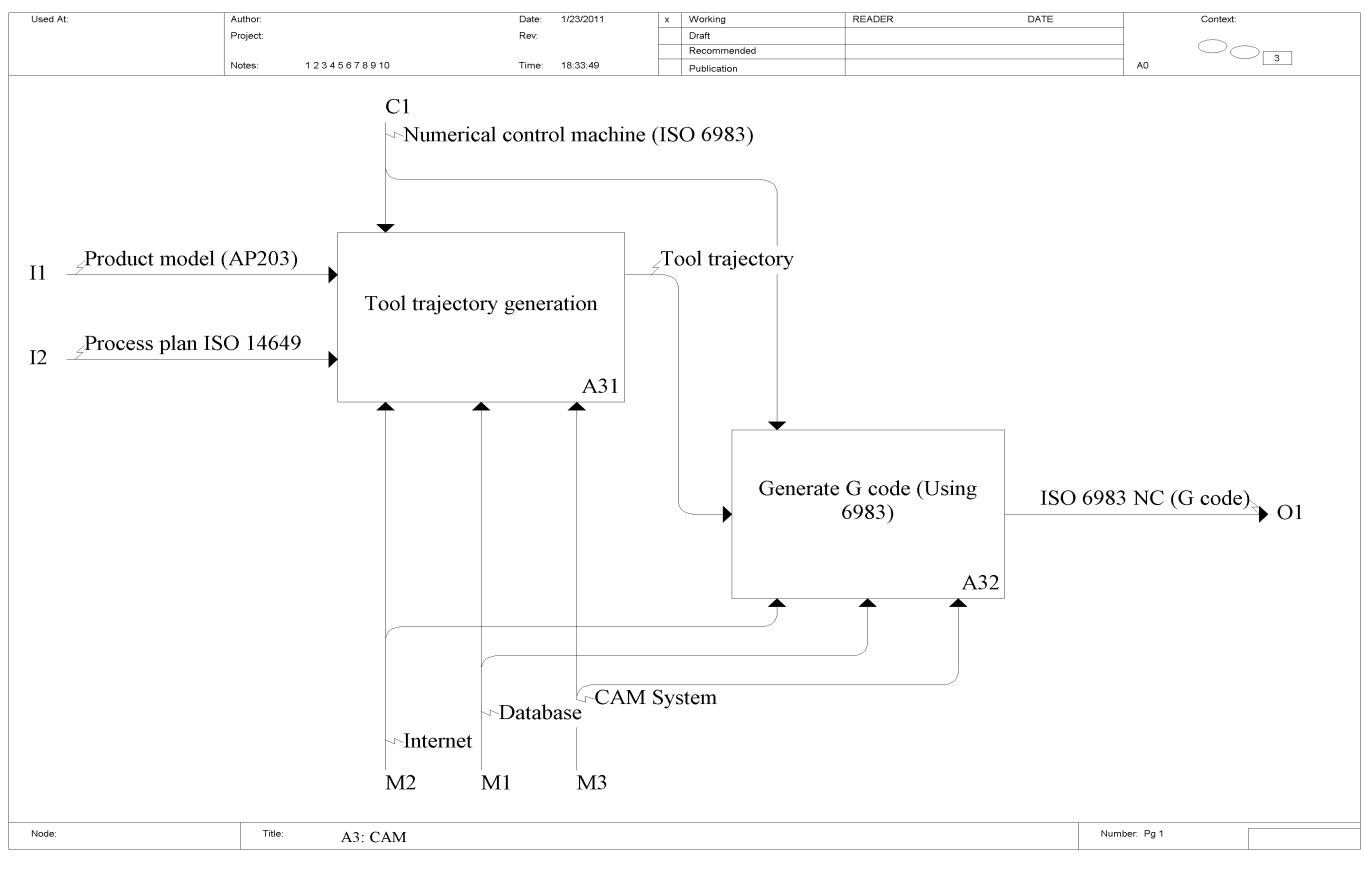 Used At:
Author:
Date: 1/23/2011
x Working
READER DATE
Context:
Project:
Rev:
Draft
Recommended
3
Notes: 1 2 3 4 5 6 7 8 9 10
Time: 18:33:49
Publication
A0
C1
Numerical control machine (ISO 6983)
I1
Product model (AP203)
Tool trajectory
Tool trajectory generation
I2
Process plan ISO 14649
A31
Generate G code (Using
6983)
ISO 6983 NC (G code)
O1
A32
CAM System
Database
Internet
M2
M1
M3
Node:
Title: A3: CAM
Number: Pg 1